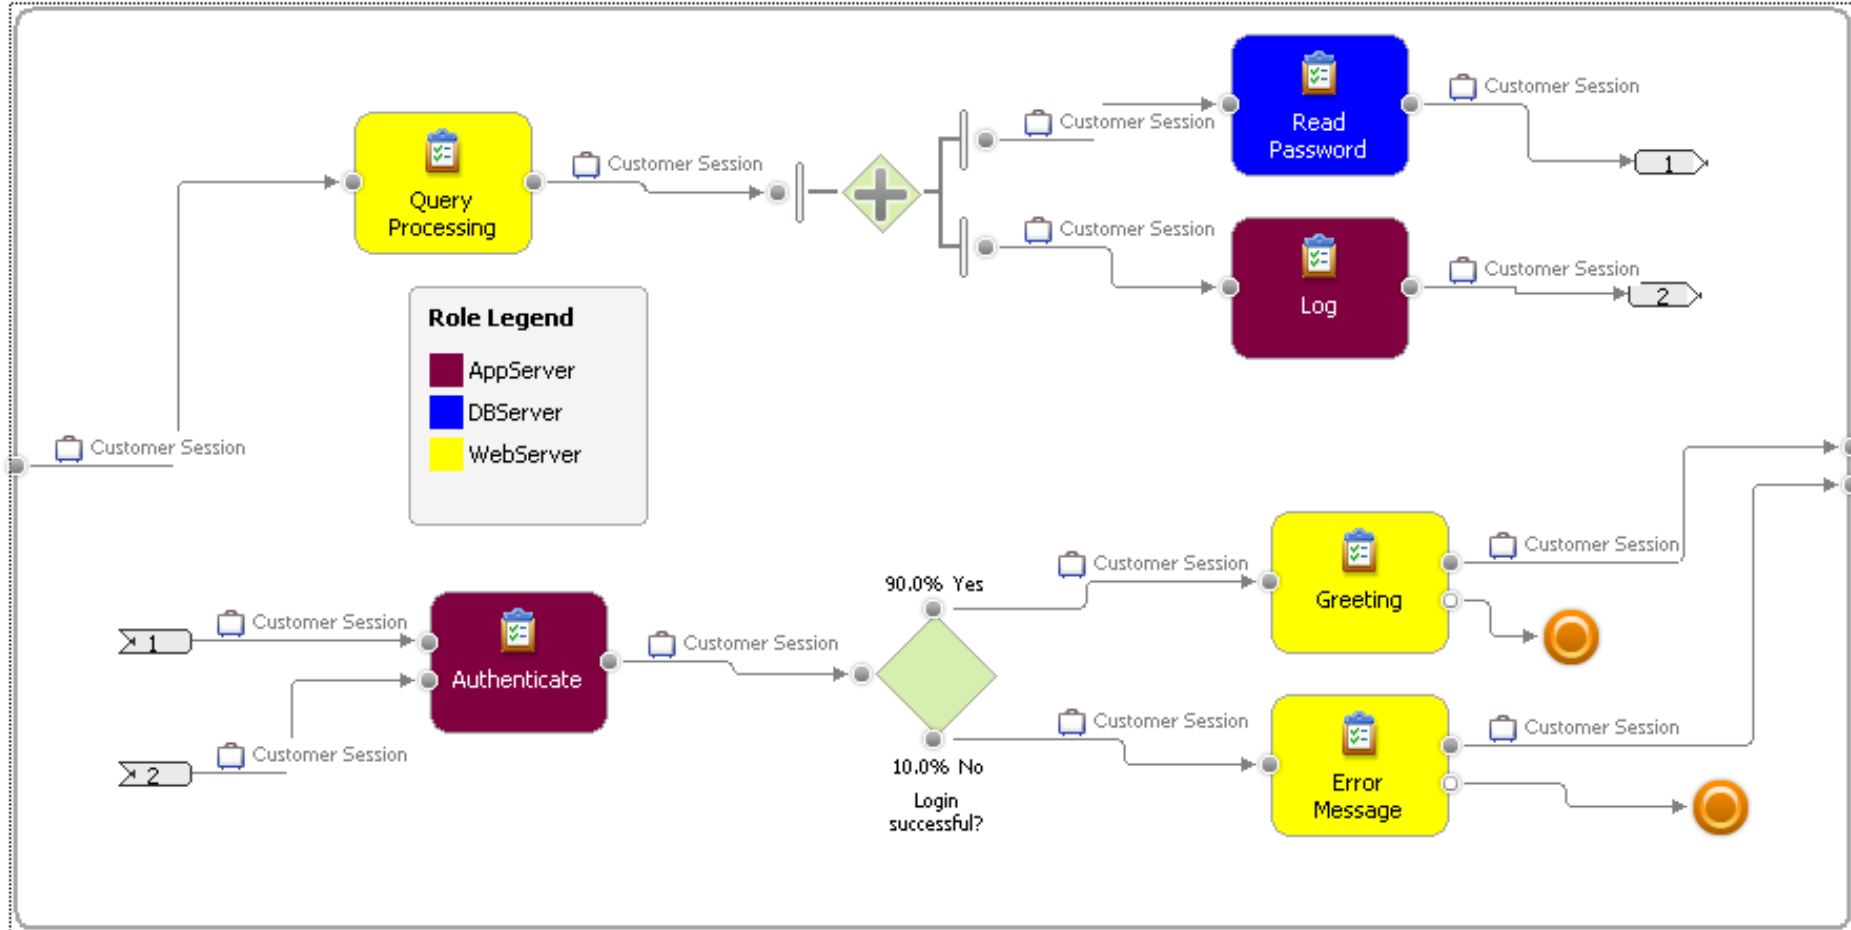 Customer Session
Read
Password
Customer Session
1
Customer Session
Query
Processing
Customer Session
Log
Customer Session
2
Role Legend
AppServer
DBServer
WebServer
Customer Session
1
Customer Session
2
Customer Session
Authenticate
Customer Session
90.0% Yes
10.0% No
Login
successful?
Customer Session
Greeting
Customer Session
Customer Session
Error
Message
Customer Session